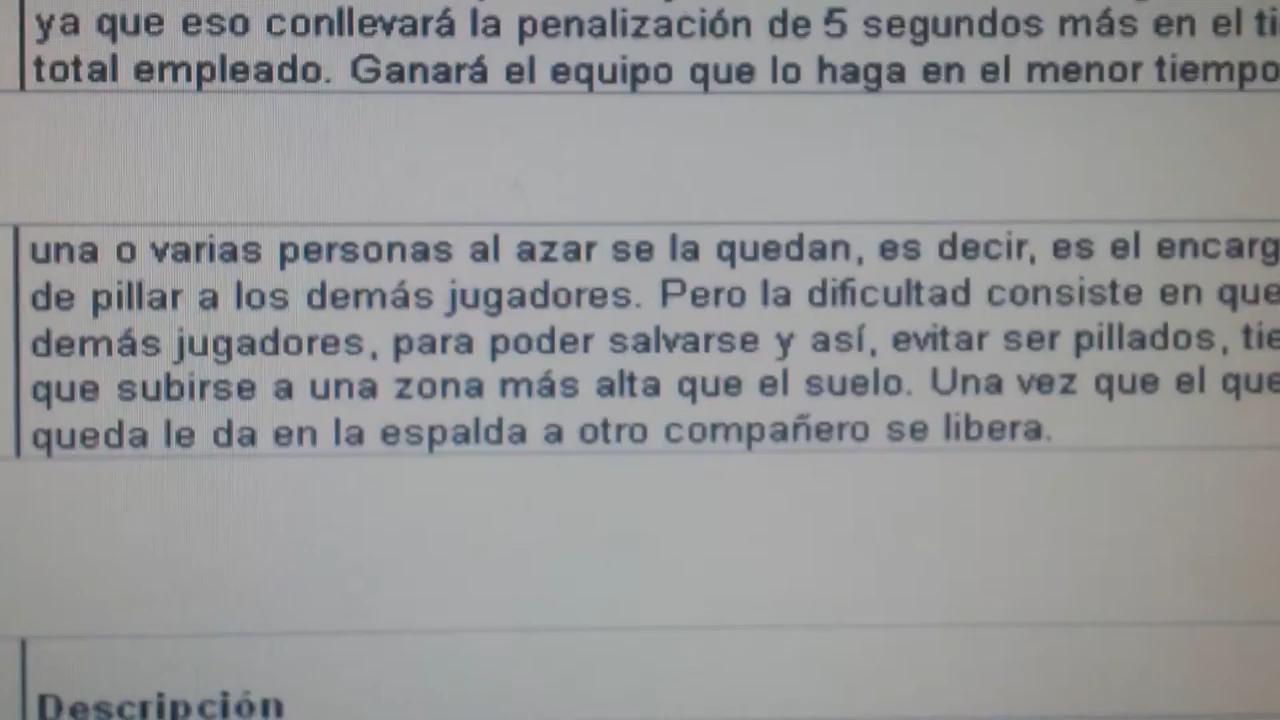 ya que eso conllevará la penalización de 5 segundos más en el
total empleado. Ganará el equipo que lo haga en el menor tiempo
una o varias personas al azar se la quedan, es decir, es el
de pillar a los demás jugadores. Pero la dificultad consiste en que
demás jugadores, para poder salvarse y así, evitar ser pillados,
que subirse a una zona más alta que el suelo. Una vez que el que
queda le da en la espalda a otro compañero se libera.
Descripción